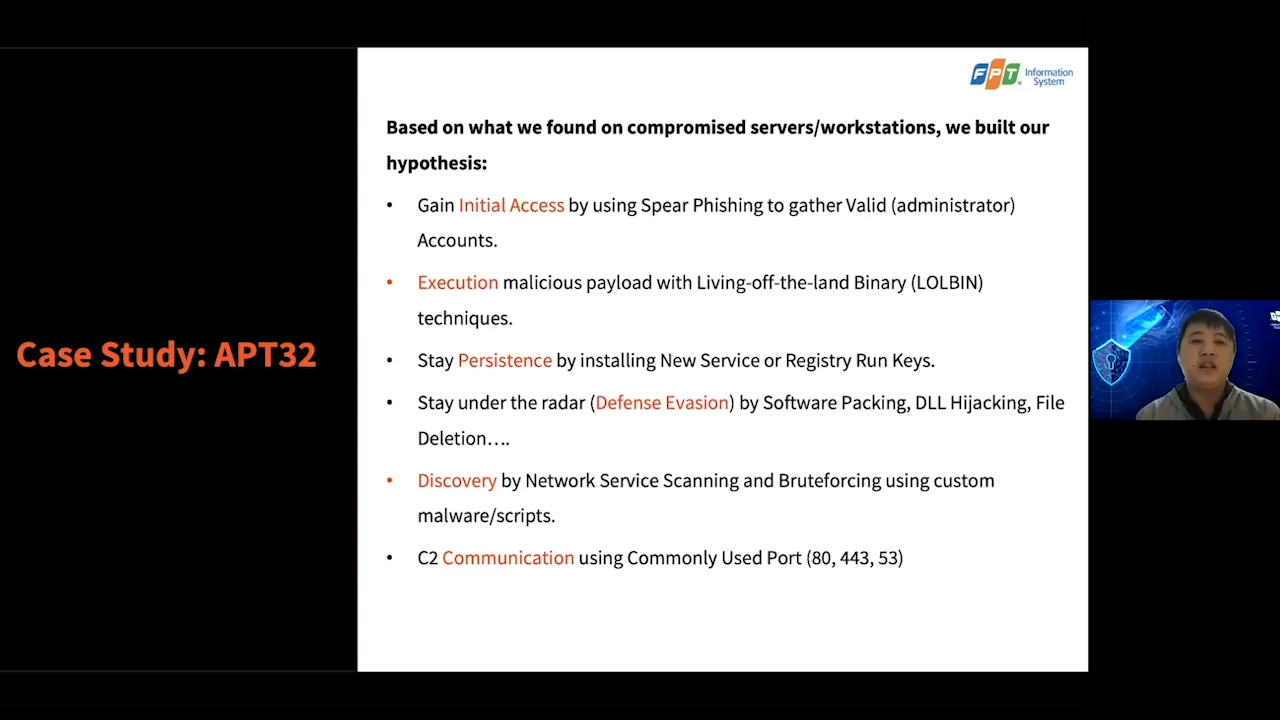 FPT Information
System
Based on what we found on compromised servers/workstations, we built our
hypothesis:
• Gain Initial Access by using Spear Phishing to gather Valid (administrator)
Accounts.
• Execution malicious payload with Living-off-the-land Binary (LOLBIN)
techniques.
Case Study: APT32
• Stay Persistence by installing New Service or Registry Run Keys.
• Stay under the radar (Defense Evasion) by Software Packing, DLL Hijacking, File
Deletion….
• Discovery by Network Service Scanning and Bruteforcing using custom
malware/scripts.
• C2 Communication using Commonly Used Port (80, 443, 53)